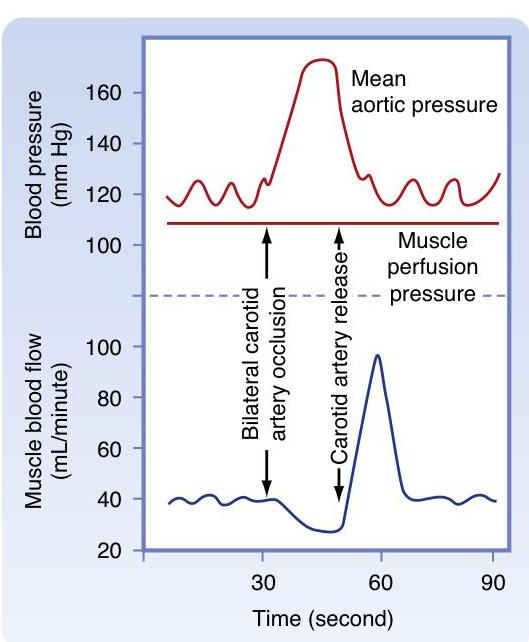 Blood pressure
(mm Hg)
160
140
120
100
Mean
aortic pressure
Muscle
perfusion
pressure
Bilateral carotid
artery occlusion
Carotid artery release
Muscle blood flow
(mL/minute)
100
80
60
40
20
30
60
90
Time (second)